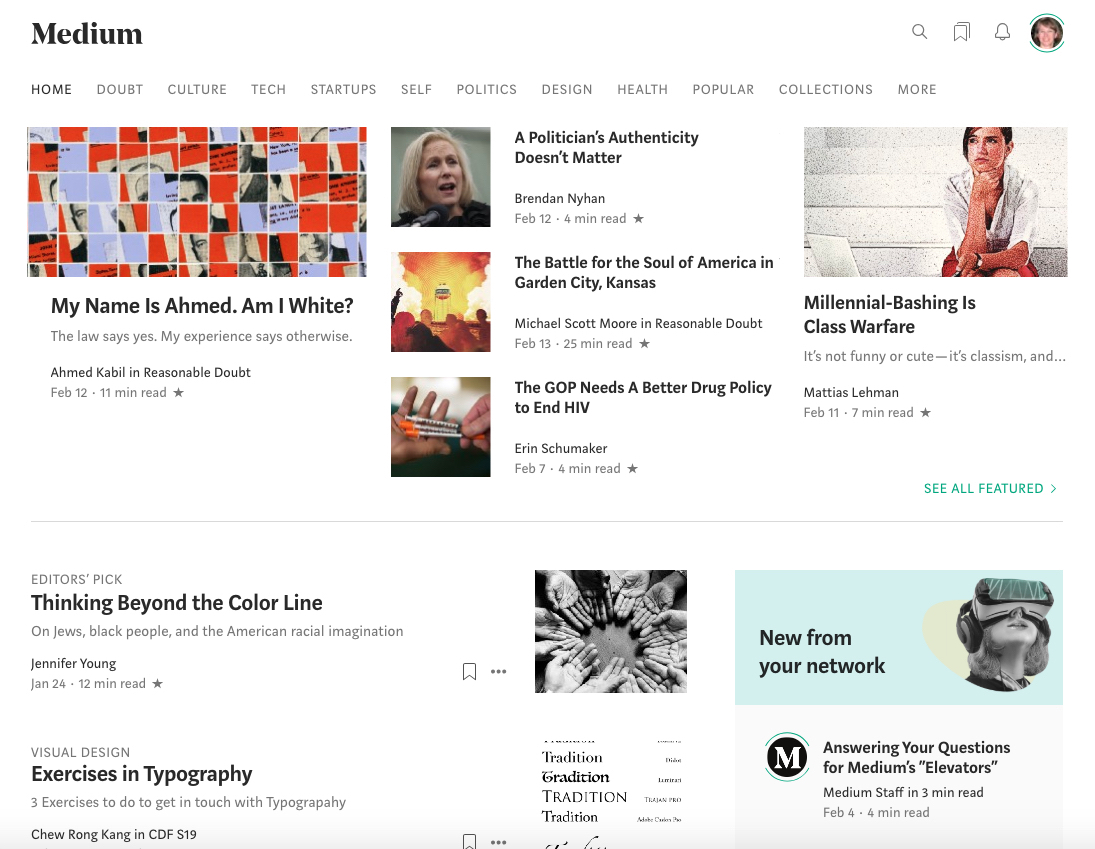 Medium
HOME DOUBT CULTURE TECH STARTUPS SELF POLITICS DESIGN HEALTH POPULAR COLLECTIONS MORE
My Name Is Ahmed. Am I White?
The law says yes. My experience says otherwise.
Ahmed Kabil in Reasonable Doubt
Feb 12 · 11 min read ★
A Politician's Authenticity
Doesn't Matter
Brendan Nyhan
Feb 12 · 4 min read ★
The Battle for the Soul of America in
Garden City, Kansas
Michael Scott Moore in Reasonable Doubt
Feb 13 · 25 min read ★
The GOP Needs A Better Drug Policy
to End HIV
Erin Schumaker
Feb 7 · 4 min read ★
Millennial-Bashing Is
Class Warfare
It's not funny or cute—it's classism, and...
Mattias Lehman
Feb 11 · 7 min read ★
SEE ALL FEATURED
EDITORS' PICK
Thinking Beyond the Color Line
On Jews, black people, and the American racial imagination
Jennifer Young
Jan 24 · 12 min read ★
VISUAL DESIGN
Exercises in Typography
3 Exercises to do to get in touch with Typograpahy
Chew Rong Kang in CDF S19
Tradition
Didot
Tradition
Luminari
TRADITION
TRAJAN PRO
Tradition
Adobe Caslon Pro
New from
your network
M
Answering Your Questions
for Medium's "Elevators"
Medium Staff in 3 min read
Feb 4 · 4 min read